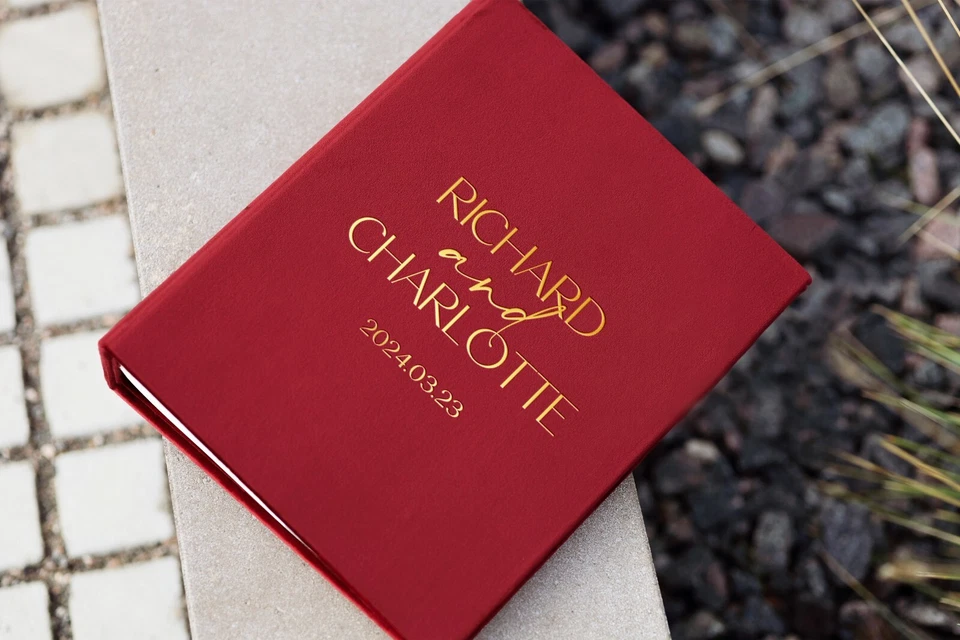 RICHARD
and
CHARLOTTE
2024.03.23